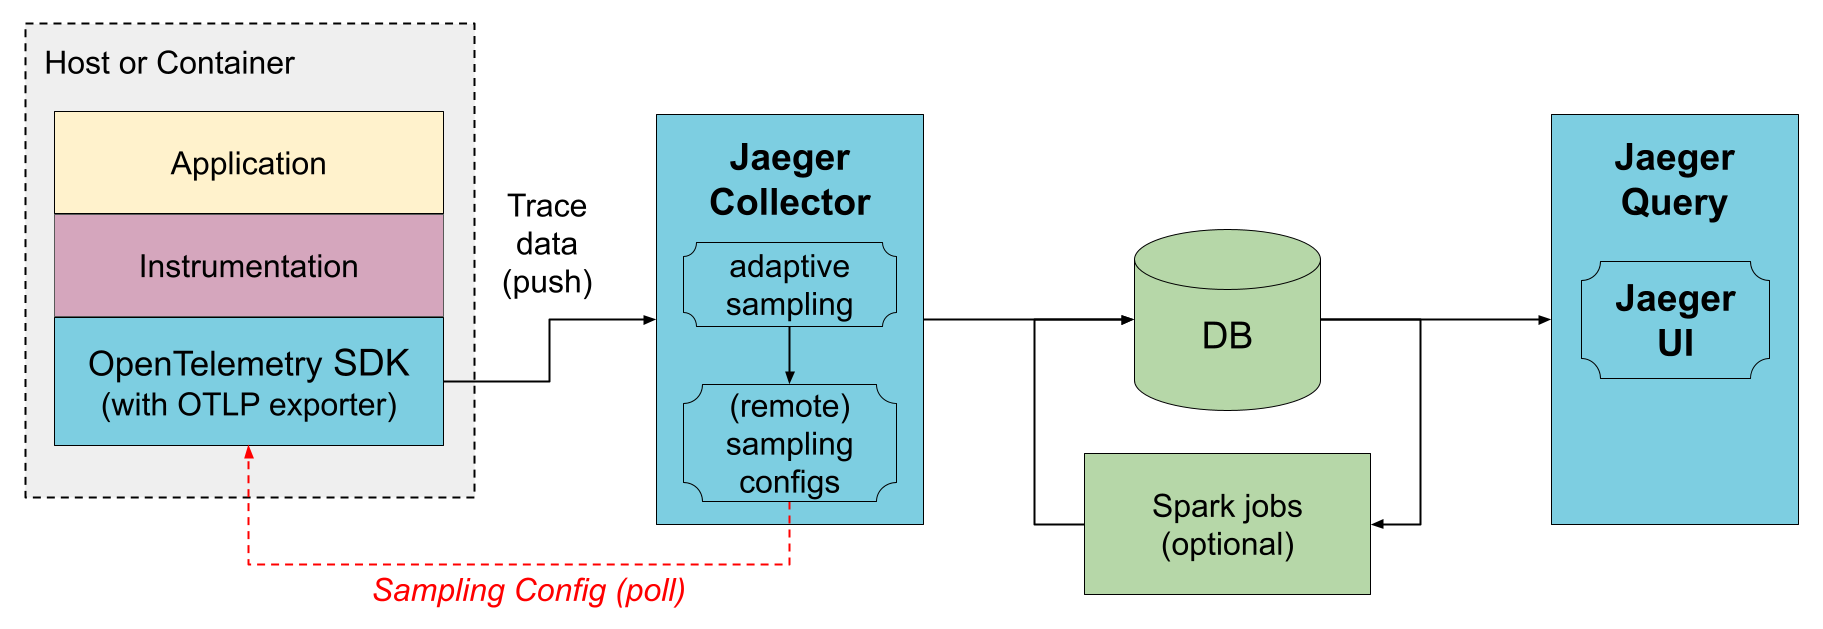 Host or Container
Application
Instrumentation
OpenTelemetry SDK
(with OTLP exporter)
Trace
data
(push)
Jaeger
Collector
adaptive
sampling
(remote)
sampling
configs
Sampling Config (poll)
DB
Spark jobs
(optional)
Jaeger
Query
Jaeger
UI